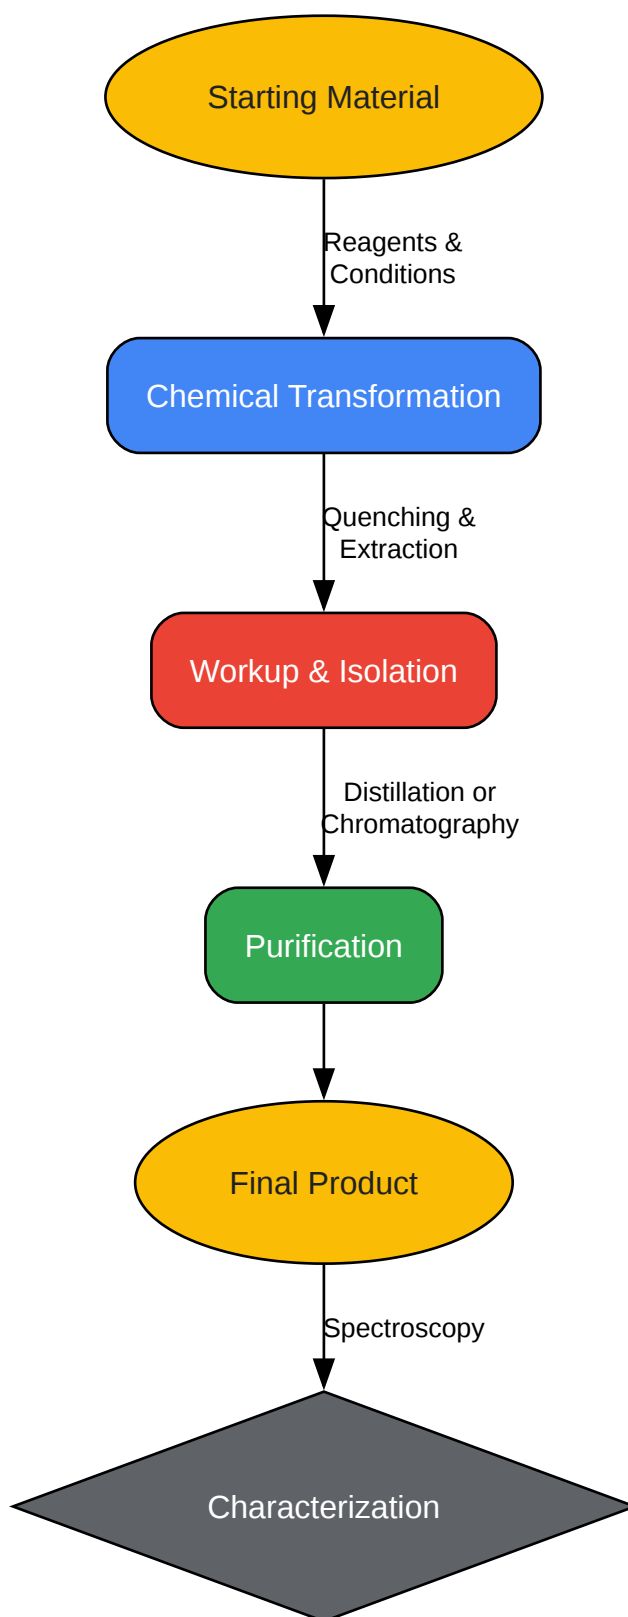 Starting Material
Reagents &
Conditions
Chemical Transformation
Quenching &
Extraction
Workup & Isolation
Distillation or
Chromatography
Purification
Final Product
Spectroscopy
Characterization